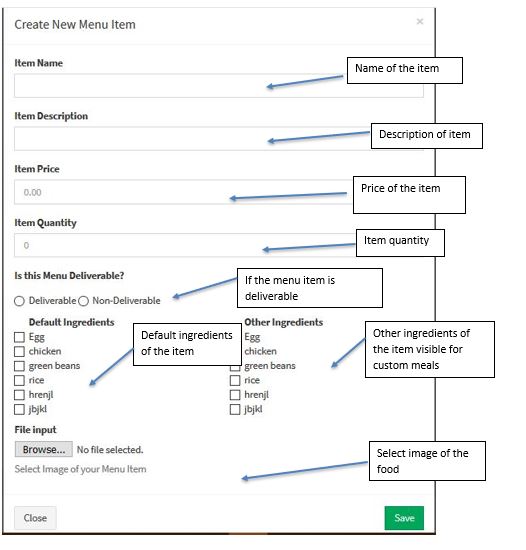 Create New Menu Item ×
Item Name
Name of the item
Item Description
Description of item
Item Price
Price of the item
0.00
Item Quantity
Item quantity
0
Is this Menu Deliverable?
If the menu item is
deliverable
Deliverable Non-Deliverable
Default Ingredients Other Ingredients
Egg Egg
chicken chicken
green beans green beans
rice rice
hrenjl hrenjl
jbjkl jbjkl
Default ingredients
of the item
Other ingredients of
the item visible for
custom meals
File input
Browse... No file selected.
Select Image of your Menu Item
Select image of the
food
Close Save